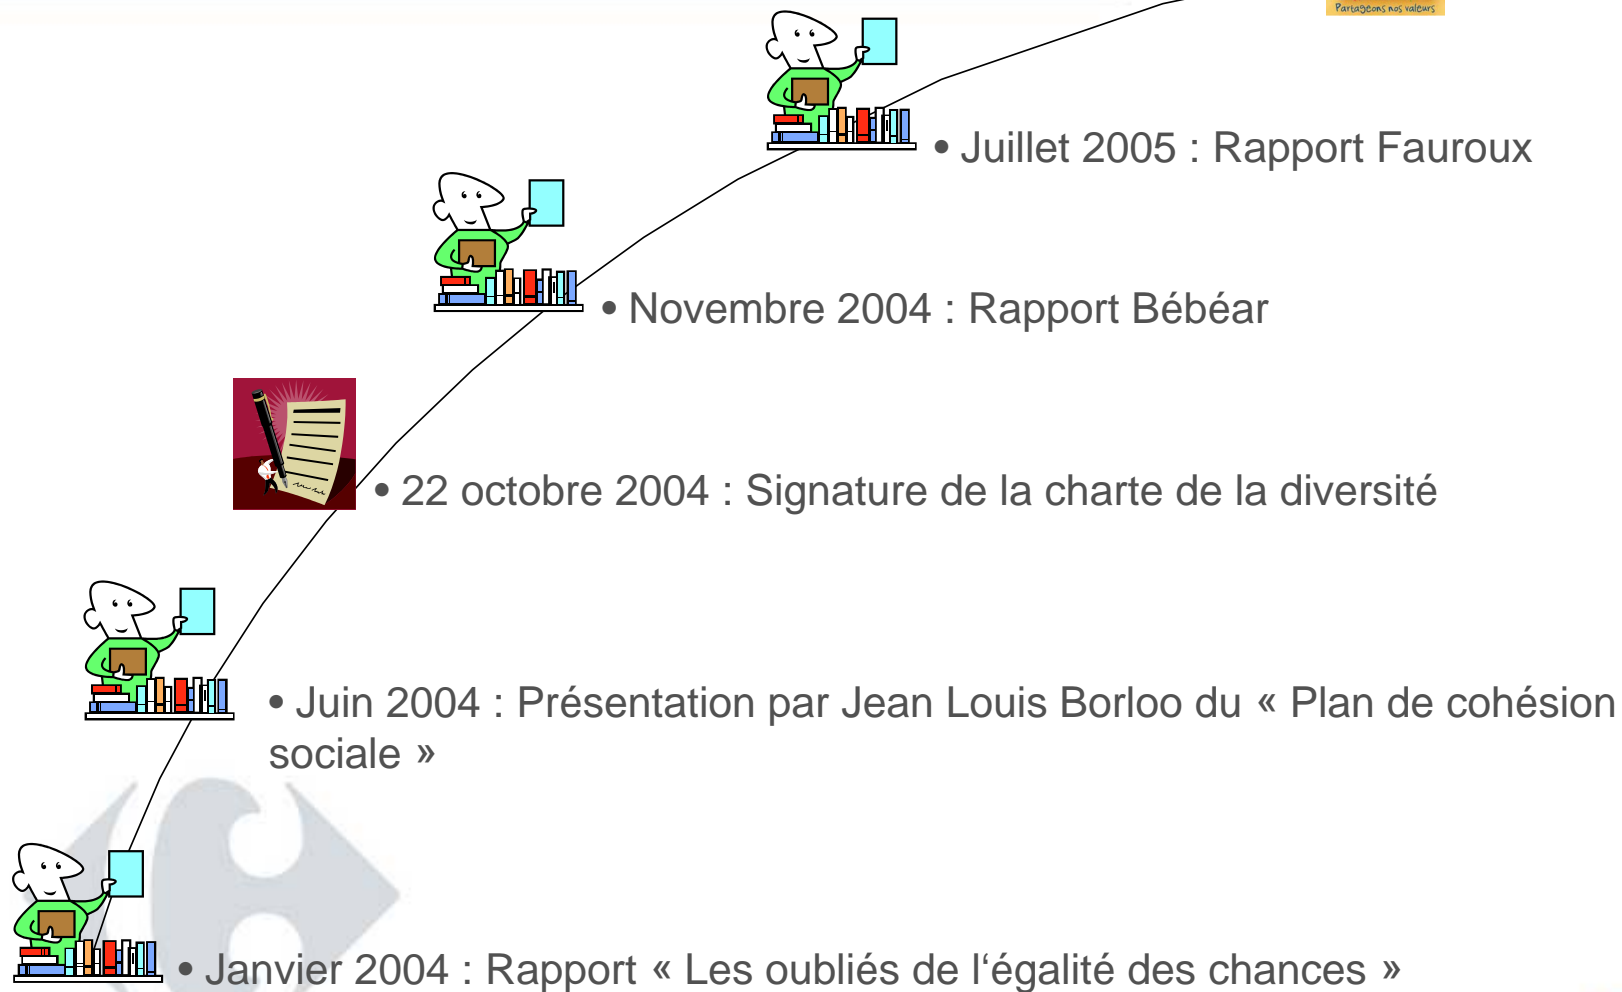 Partageons nos valeurs
• Juillet 2005 : Rapport Fauroux
• Novembre 2004 : Rapport Bébéar
• 22 octobre 2004 : Signature de la charte de la diversité
• Juin 2004 : Présentation par Jean Louis Borloo du « Plan de cohésion
sociale »
• Janvier 2004 : Rapport « Les oubliés de l‘égalité des chances »